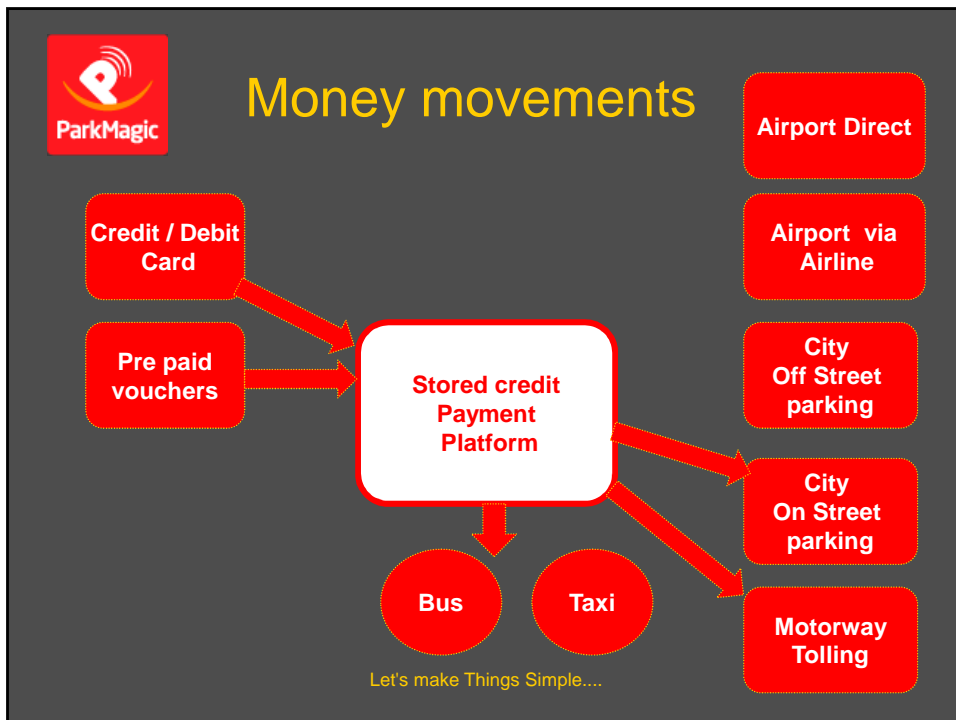 ParkMagic
Money movements
Airport Direct
Credit / Debit
Card
Airport via
Airline
Pre paid
vouchers
Stored credit
Payment
Platform
City
Off Street
parking
City
On Street
parking
Bus
Taxi
Motorway
Tolling
Let's make Things Simple....